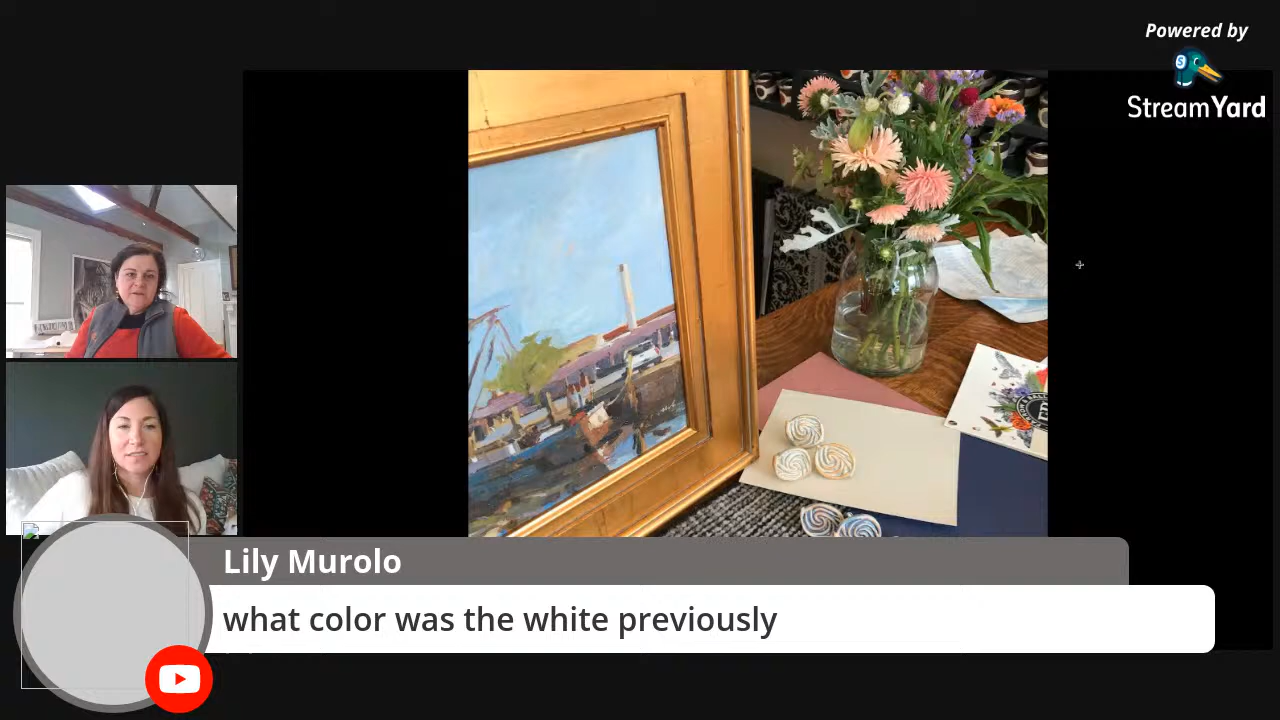 Powered by
StreamYard
Lily Murolo
what color was the white previously